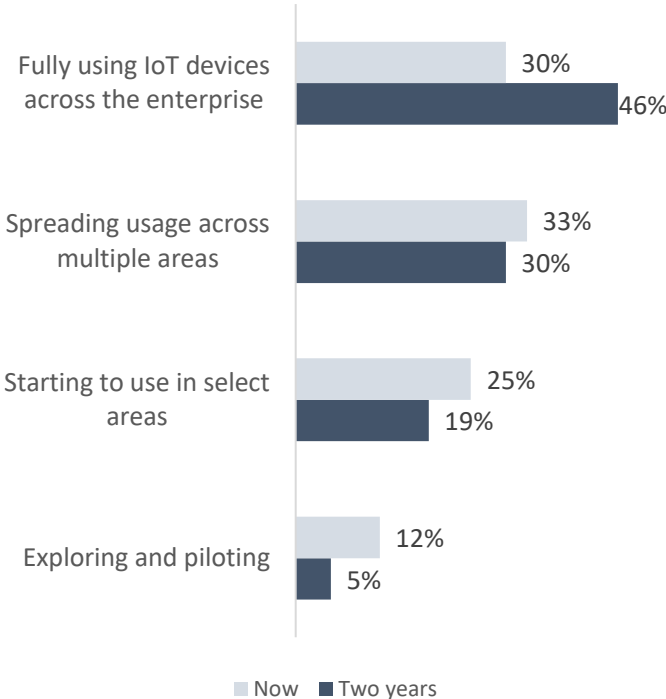 Fully using IoT devices
across the enterprise
30%
46%
Spreading usage across
multiple areas
33%
30%
Starting to use in select
areas
25%
19%
Exploring and piloting
12%
5%
Now Two years